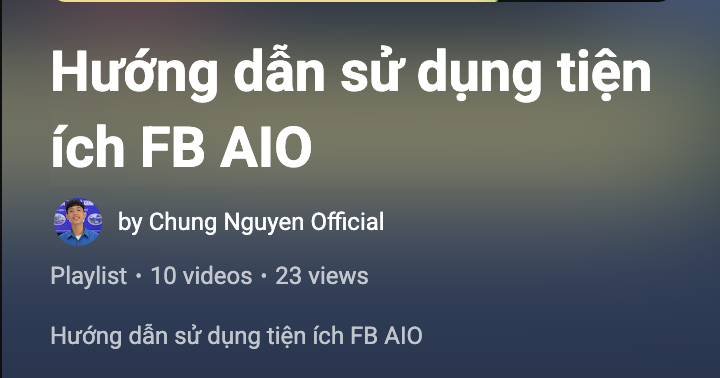 Hướng dẫn sử dụng tiện
ích FB AIO
by Chung Nguyen Official
Playlist • 10 videos • 23 views
Hướng dẫn sử dụng tiện ích FB AIO